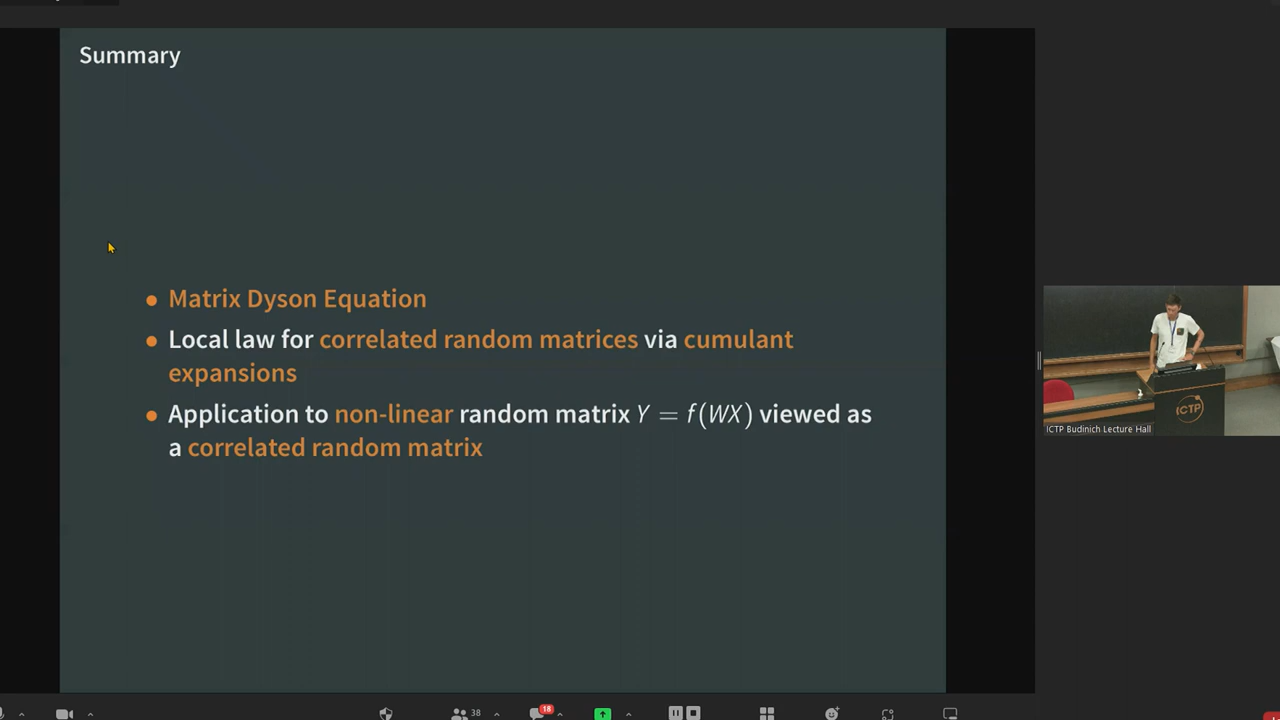 Summary
• Matrix Dyson Equation
• Local law for correlated random matrices via cumulant
expansions
• Application to non-linear random matrix Y = f(WX) viewed as
a correlated random matrix
ICTP
ICTP Budinich Lecture Hall
38
18